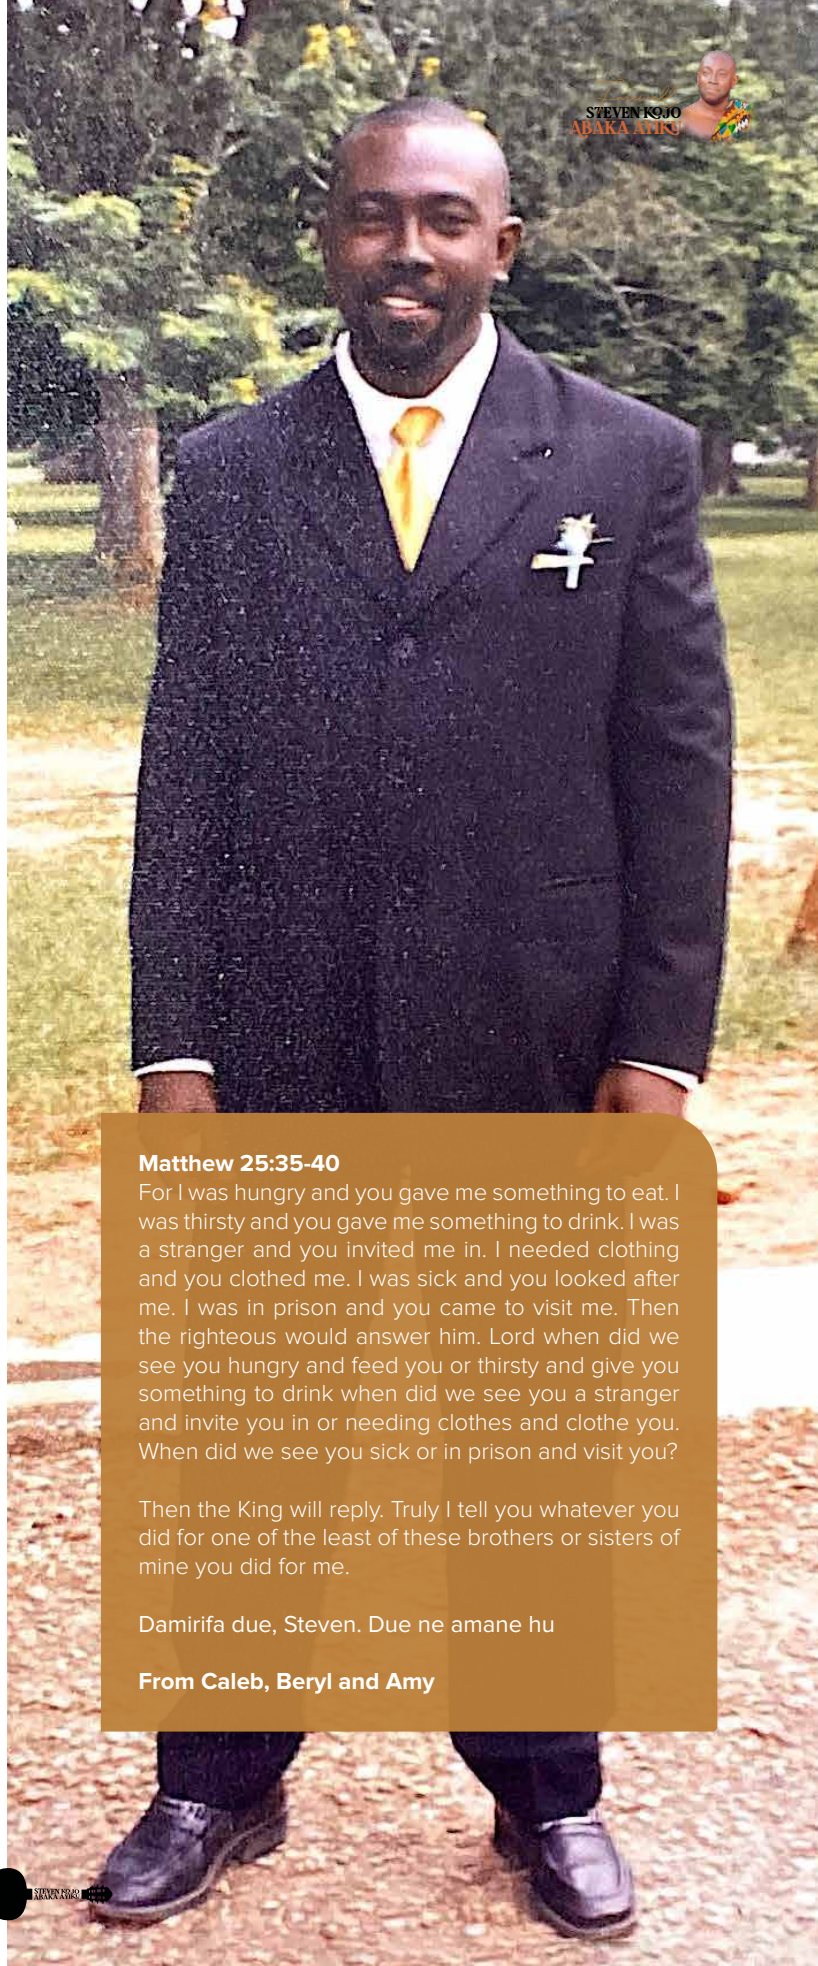 STEVEN KOJO
ABAKA AYIKU
Matthew 25:35-40
For I was hungry and you gave me something to eat. I
was thirsty and you gave me something to drink. I was
a stranger and you invited me in. I needed clothing
and you clothed me. I was sick and you looked after
me. I was in prison and you came to visit me. Then
the righteous would answer him. Lord when did we
see you hungry and feed you or thirsty and give you
something to drink when did we see you a stranger
and invite you in or needing clothes and clothe you.
When did we see you sick or in prison and visit you?
Then the King will reply. Truly I tell you whatever you
did for one of the least of these brothers or sisters of
mine you did for me.
Damirifa due, Steven. Due ne amane hu
From Caleb, Beryl and Amy
STEVEN KOJO
ABAKA AYIKU